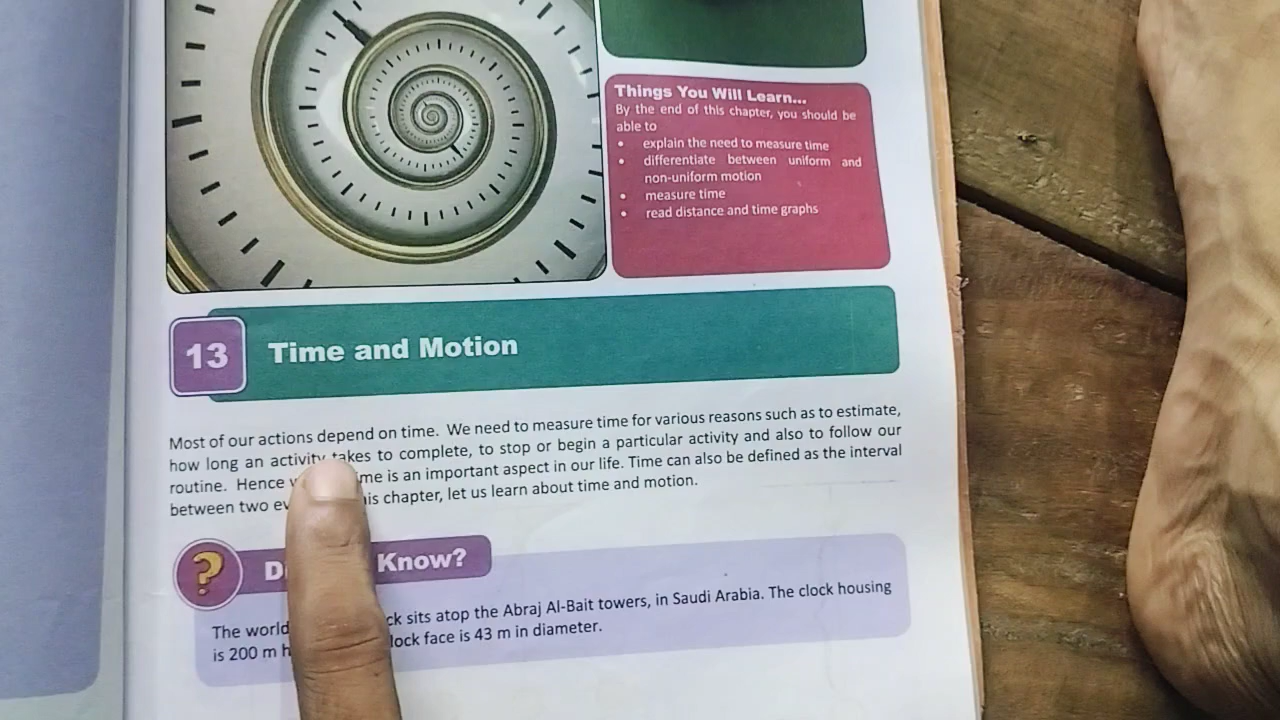 Things You Will Learn...
By the end of this chapter, you should be
able to
• explain the need to measure time
• differentiate between uniform and
non-uniform motion
• measure time
• read distance and time graphs
13 Time and Motion
Most of our actions depend on time. We need to measure time for various reasons such as to estimate,
how long an activity takes to complete, to stop or begin a particular activity and also to follow our
routine. Hence is an important aspect in our life. Time can also be defined as the interval
between two chapter, let us learn about time and motion.
? Know?
The world sits atop the Abraj Al-Bait towers, in Saudi Arabia. The clock housing
is 200 m face is 43 m in diameter.